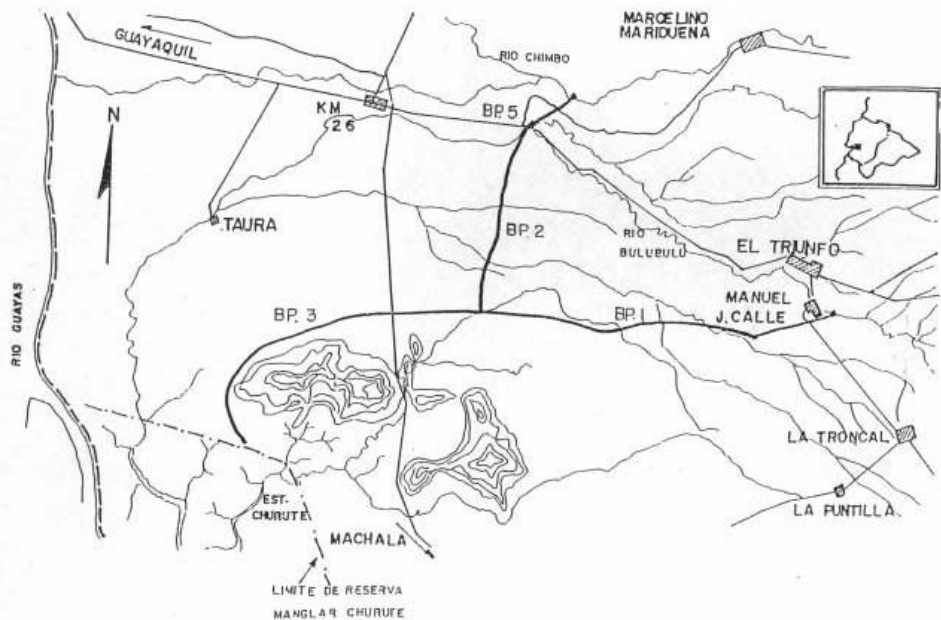 MARCELINO
MARIDUENA
GUAYAQUIL
RIO CHIMBO
KM
26
BP. 5
N
TAURA
BP. 2
RIO
BULUBULU
EL TRIUNFO
MANUEL
J. CALLE
BP. 3
BP. 1
RIO GUAYAS
LA TRONCAL
EST.
CHURUTE
LA PUNTILLA
MACHALA
LIMITE DE RESERVA
MANGLAR CHURUTE